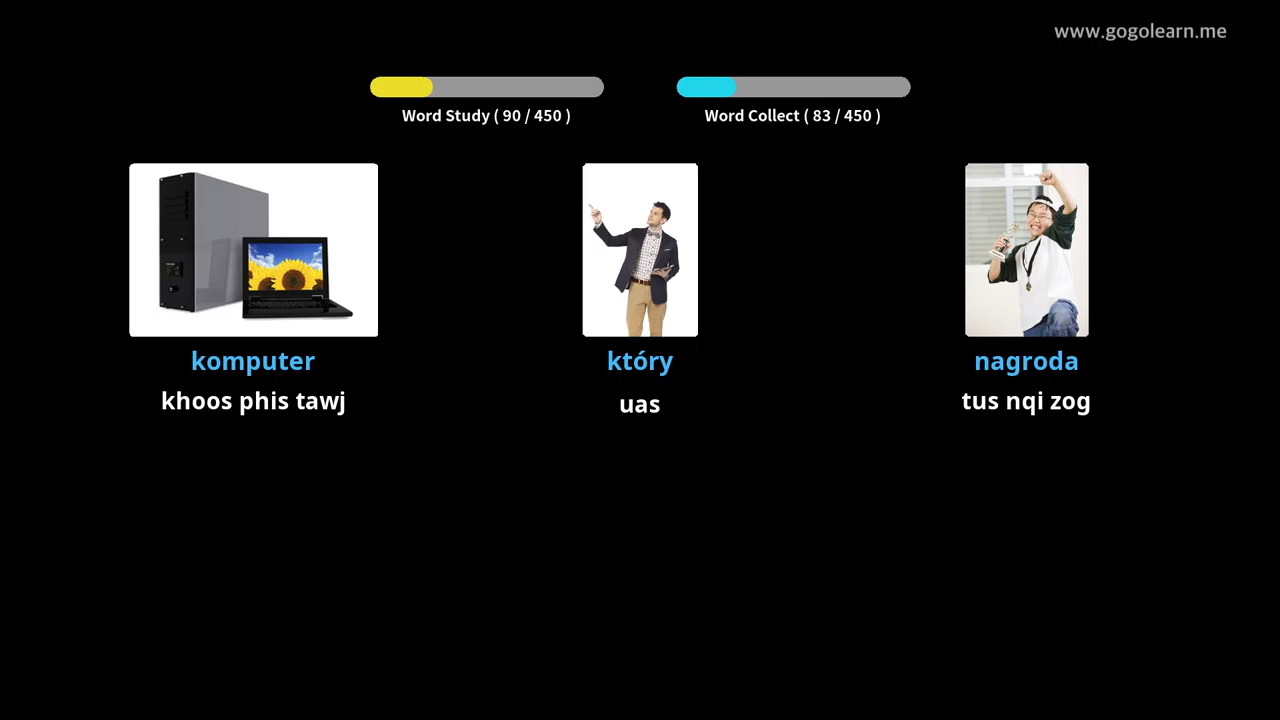 www.gogolearn.me
Word Study ( 90 / 450 )
Word Collect ( 83 / 450 )
komputer
który
nagroda
khoos phis tawj
uas
tus nqi zog